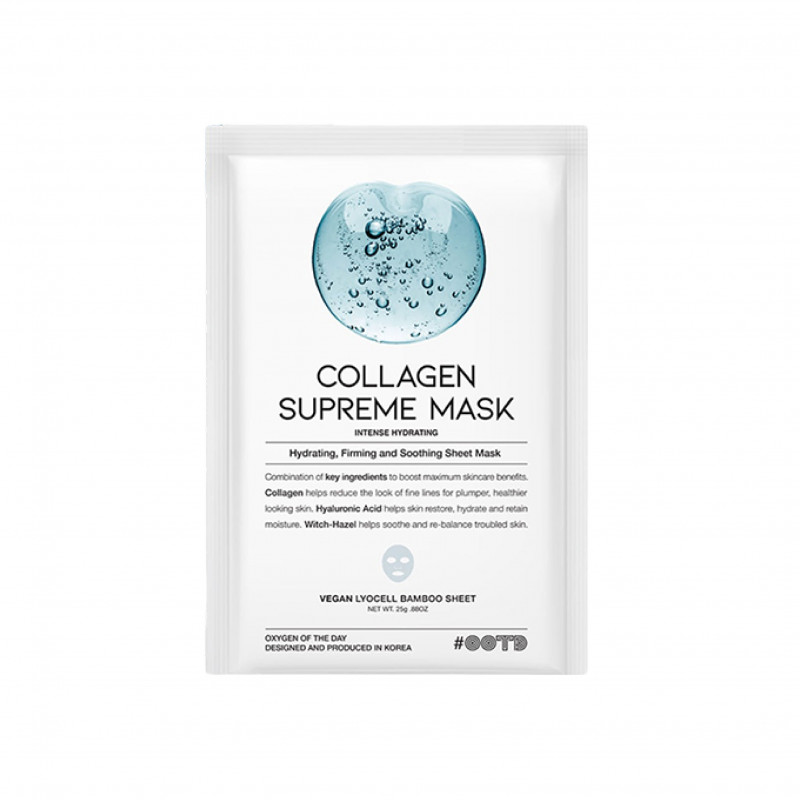 COLLAGEN
SUPREME MASK
INTENSE HYDRATING
Hydrating, Firming and Soothing Sheet Mask
Combination of key ingredients to boost maximum skincare benefits.
Collagen helps reduce the look of fine lines for plumper, healthier
looking skin. Hyaluronic Acid helps skin restore, hydrate and retain
moisture. Witch-Hazel helps soothe and re-balance troubled skin.
VEGAN LYOCELL BAMBOO SHEET
NET WT. 25g .88OZ
OXYGEN OF THE DAY
DESIGNED AND PRODUCED IN KOREA
#OOTD